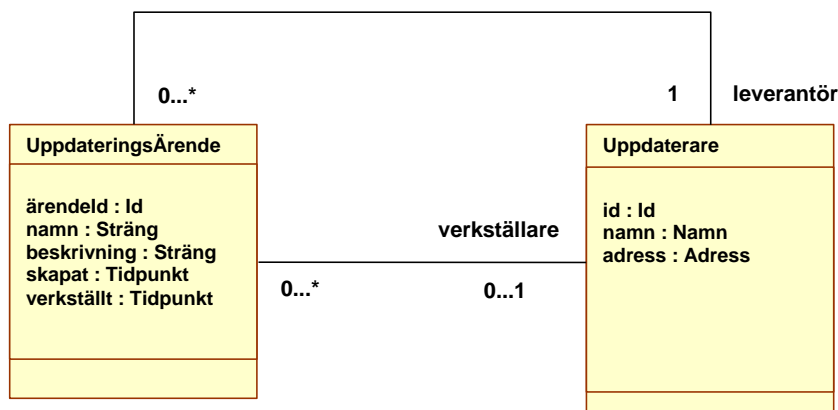 0...*
1
leverantör
UppdateringsÄrende
ärendeId : Id
namn : Sträng
beskrivning : Sträng
skapat : Tidpunkt
verkställt : Tidpunkt
verkställare
0...*
0...1
Uppdaterare
id : Id
namn : Namn
adress : Adress